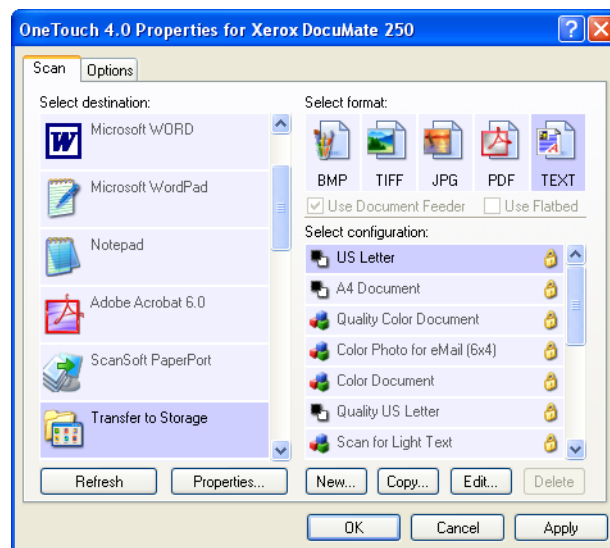 OneTouch 4.0 Properties for Xerox DocuMate 250
Scan
Options
Select destination:
Microsoft WORD
Microsoft WordPad
Notepad
Adobe Acrobat 6.0
ScanSoft PaperPort
Transfer to Storage
Refresh
Properties...
Select format:
BMP
TIFF
JPG
PDF
TEXT
Use Document Feeder
Use Flatbed
Select configuration:
US Letter
A4 Document
Quality Color Document
Color Photo for eMail (6x4)
Color Document
Quality US Letter
Scan for Light Text
New...
Copy...
Edit...
Delete
OK
Cancel
Apply